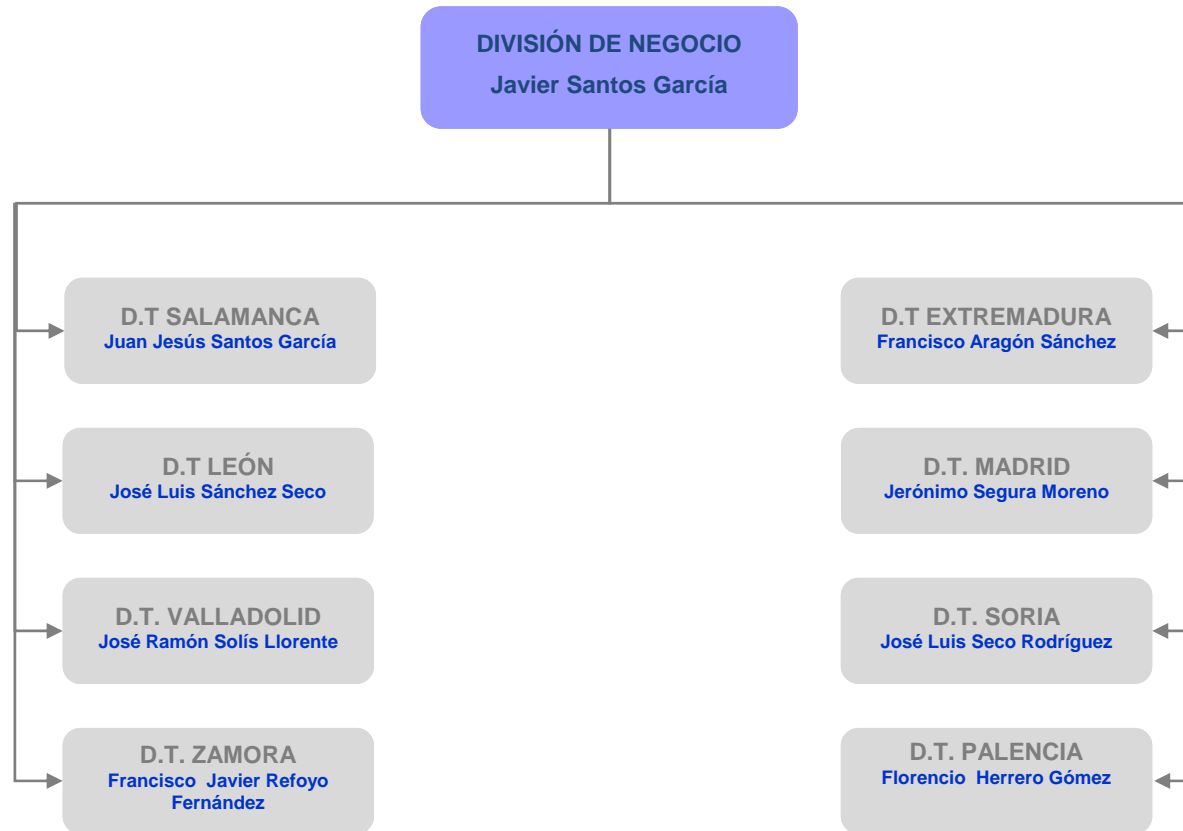 DIVISIÓN DE NEGOCIO
Javier Santos García
D.T SALAMANCA
Juan Jesús Santos García
D.T EXTREMADURA
Francisco Aragón Sánchez
D.T LEÓN
José Luis Sánchez Seco
D.T. MADRID
Jerónimo Segura Moreno
D.T. VALLADOLID
José Ramón Solís Llorente
D.T. SORIA
José Luis Seco Rodríguez
D.T. ZAMORA
Francisco Javier Refoyo
Fernández
D.T. PALENCIA
Florencio Herrero Gómez